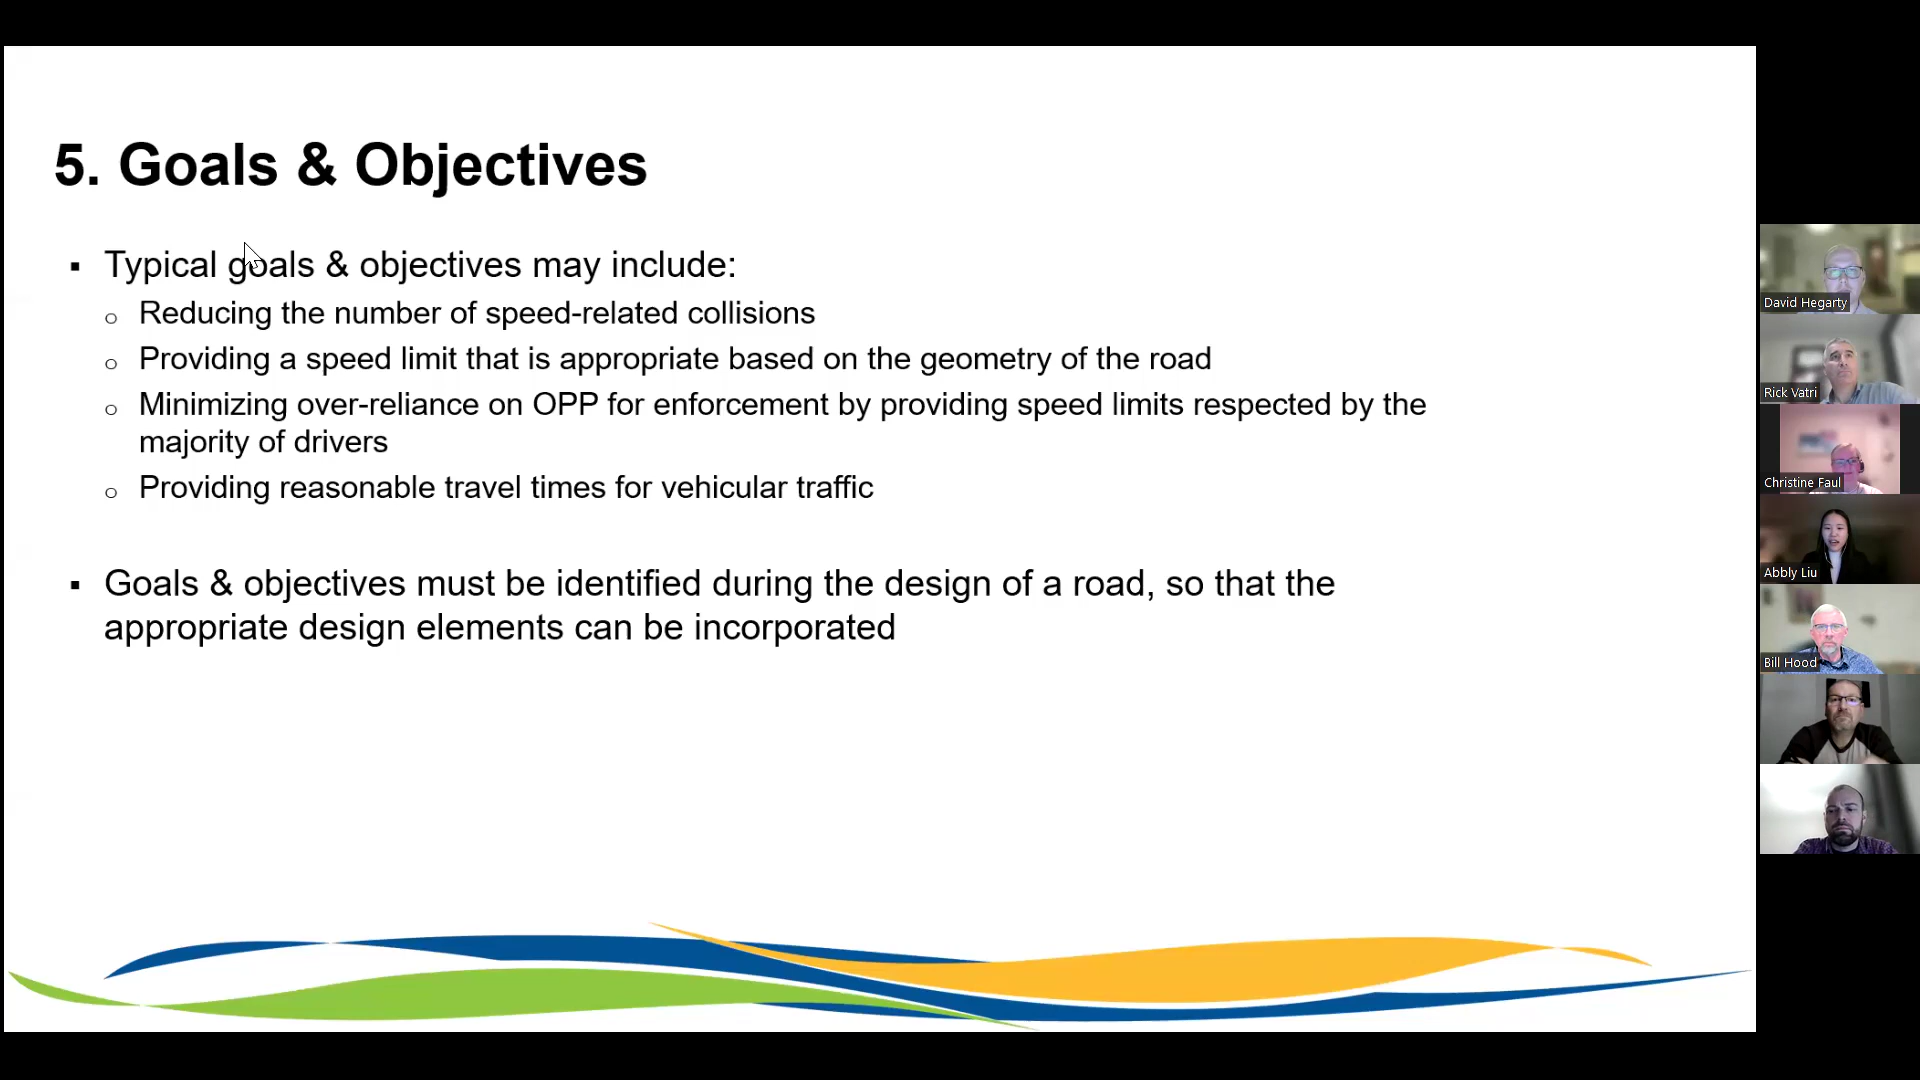 5. Goals & Objectives
▪ Typical goals & objectives may include:
o Reducing the number of speed-related collisions
o Providing a speed limit that is appropriate based on the geometry of the road
o Minimizing over-reliance on OPP for enforcement by providing speed limits respected by the
majority of drivers
o Providing reasonable travel times for vehicular traffic
▪ Goals & objectives must be identified during the design of a road, so that the
appropriate design elements can be incorporated
David Hegarty
Rick Vatri
Christine Faul
Abbly Liu
Bill Hood